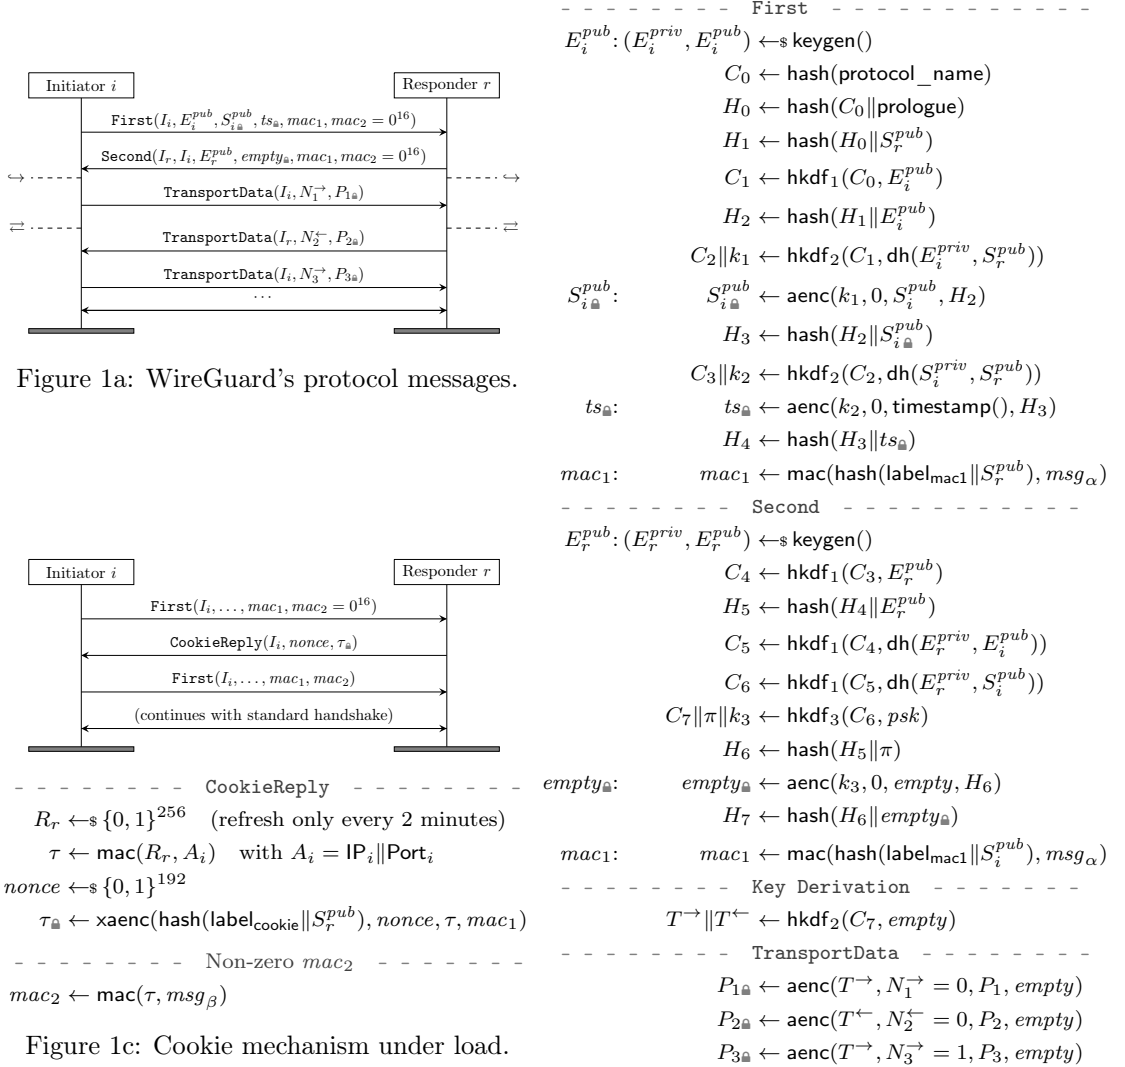 Initiator i Responder r
First(I_i, E_i^{pub}, S_i^{pub}🔒, ts🔒, mac_1, mac_2 = 0^{16})
Second(I_r, I_i, E_r^{pub}, empty🔒, mac_1, mac_2 = 0^{16})
↪ ↪
TransportData(I_i, N_1^→, P_1🔒)
⇄ ⇄
TransportData(I_r, N_2^←, P_2🔒)
TransportData(I_i, N_3^→, P_3🔒)
...
Figure 1a: WireGuard's protocol messages.
Initiator i Responder r
First(I_i, ..., mac_1, mac_2 = 0^{16})
CookieReply(I_i, nonce, τ🔒)
First(I_i, ..., mac_1, mac_2)
(continues with standard handshake)
CookieReply
R_r ←$ {0, 1}^{256} (refresh only every 2 minutes)
τ ← mac(R_r, A_i) with A_i = IP_i‖Port_i
nonce ←$ {0, 1}^{192}
τ🔒 ← xaenc(hash(label_{cookie}‖S_r^{pub}), nonce, τ, mac_1)
Non-zero mac_2
mac_2 ← mac(τ, msg_β)
Figure 1c: Cookie mechanism under load.
First
E_i^{pub}: (E_i^{priv}, E_i^{pub}) ←$ keygen()
C_0 ← hash(protocol_name)
H_0 ← hash(C_0‖prologue)
H_1 ← hash(H_0‖S_r^{pub})
C_1 ← hkdf_1(C_0, E_i^{pub})
H_2 ← hash(H_1‖E_i^{pub})
C_2‖k_1 ← hkdf_2(C_1, dh(E_i^{priv}, S_r^{pub}))
S_i^{pub}🔒: S_i^{pub}🔒 ← aenc(k_1, 0, S_i^{pub}, H_2)
H_3 ← hash(H_2‖S_i^{pub}🔒)
C_3‖k_2 ← hkdf_2(C_2, dh(S_i^{priv}, S_r^{pub}))
ts🔒: ts🔒 ← aenc(k_2, 0, timestamp(), H_3)
H_4 ← hash(H_3‖ts🔒)
mac_1: mac_1 ← mac(hash(label_{mac1}‖S_r^{pub}), msg_α)
Second
E_r^{pub}: (E_r^{priv}, E_r^{pub}) ←$ keygen()
C_4 ← hkdf_1(C_3, E_r^{pub})
H_5 ← hash(H_4‖E_r^{pub})
C_5 ← hkdf_1(C_4, dh(E_r^{priv}, E_i^{pub}))
C_6 ← hkdf_1(C_5, dh(E_r^{priv}, S_i^{pub}))
C_7‖π‖k_3 ← hkdf_3(C_6, psk)
H_6 ← hash(H_5‖π)
empty🔒: empty🔒 ← aenc(k_3, 0, empty, H_6)
H_7 ← hash(H_6‖empty🔒)
mac_1: mac_1 ← mac(hash(label_{mac1}‖S_i^{pub}), msg_α)
Key Derivation
T^→‖T^← ← hkdf_2(C_7, empty)
TransportData
P_1🔒 ← aenc(T^→, N_1^→ = 0, P_1, empty)
P_2🔒 ← aenc(T^←, N_2^← = 0, P_2, empty)
P_3🔒 ← aenc(T^→, N_3^→ = 1, P_3, empty)